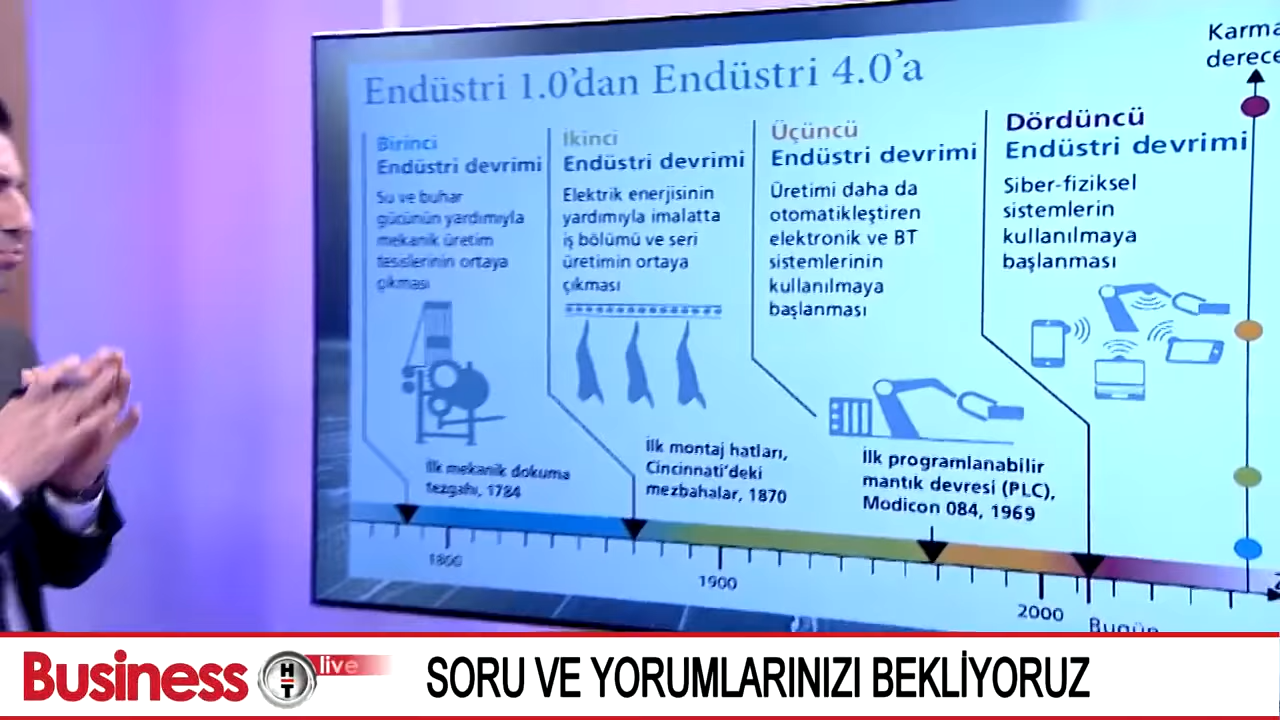 Karma
derece
Endüstri 1.0'dan Endüstri 4.0'a
Birinci
Endüstri devrimi
Su ve buhar
gücünün yardımıyla
mekanik üretim
tesislerinin ortaya
çıkması
İlk mekanik dokuma
tezgahı, 1784
İkinci
Endüstri devrimi
Elektrik enerjisinin
yardımıyla imalatta
iş bölümü ve seri
üretimin ortaya
çıkması
İlk montaj hatları,
Cincinnati'deki
mezbahalar, 1870
Üçüncü
Endüstri devrimi
Üretimi daha da
otomatikleştiren
elektronik ve BT
sistemlerinin
kullanılmaya
başlanması
İlk programlanabilir
mantık devresi (PLC),
Modicon 084, 1969
Dördüncü
Endüstri devrimi
Siber-fiziksel
sistemlerin
kullanılmaya
başlanması
1800
1900
2000
Bugün
Business HT live
SORU VE YORUMLARINIZI BEKLİYORUZ